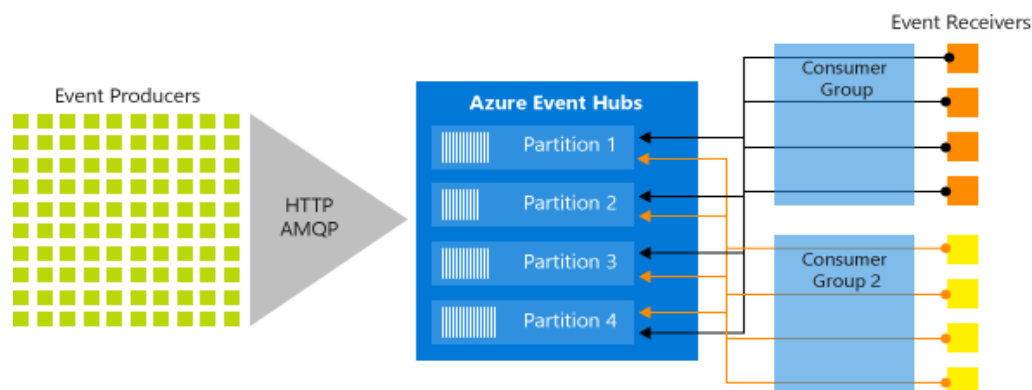 Event Producers
HTTP
AMQP
Azure Event Hubs
Partition 1
Partition 2
Partition 3
Partition 4
Consumer
Group
Consumer
Group 2
Event Receivers